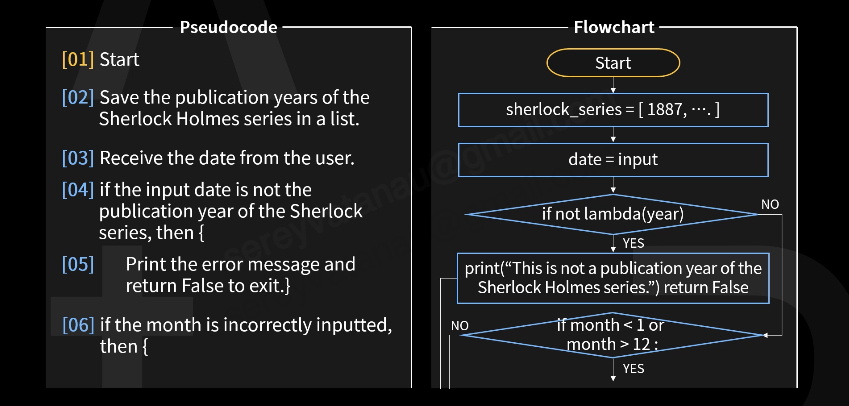 Pseudocode
[01] Start
[02] Save the publication years of the
Sherlock Holmes series in a list.
[03] Receive the date from the user.
[04] if the input date is not the
publication year of the Sherlock
series, then {
[05] Print the error message and
return False to exit.}
[06] if the month is incorrectly inputted,
then {
Flowchart
Start
sherlock_series = [ 1887, …. ]
date = input
if not lambda(year)
NO
YES
print(“This is not a publication year of the
Sherlock Holmes series.”) return False
NO
if month < 1 or
month > 12 :
YES